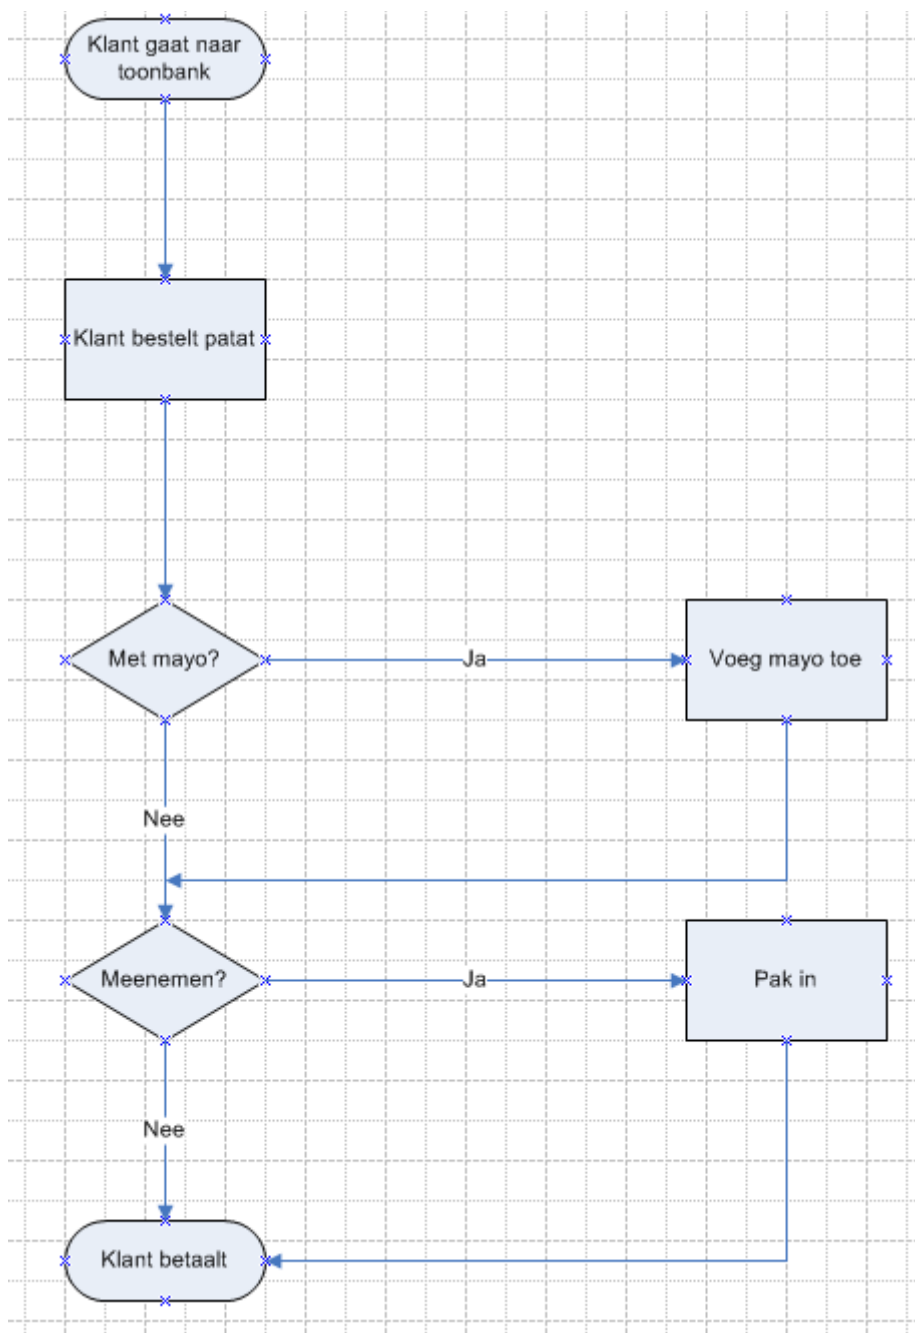 Klant gaat naar
toonbank
Klant bestelt patat
Met mayo?
Ja
Voeg mayo toe
Nee
Meenemen?
Ja
Pak in
Nee
Klant betaalt